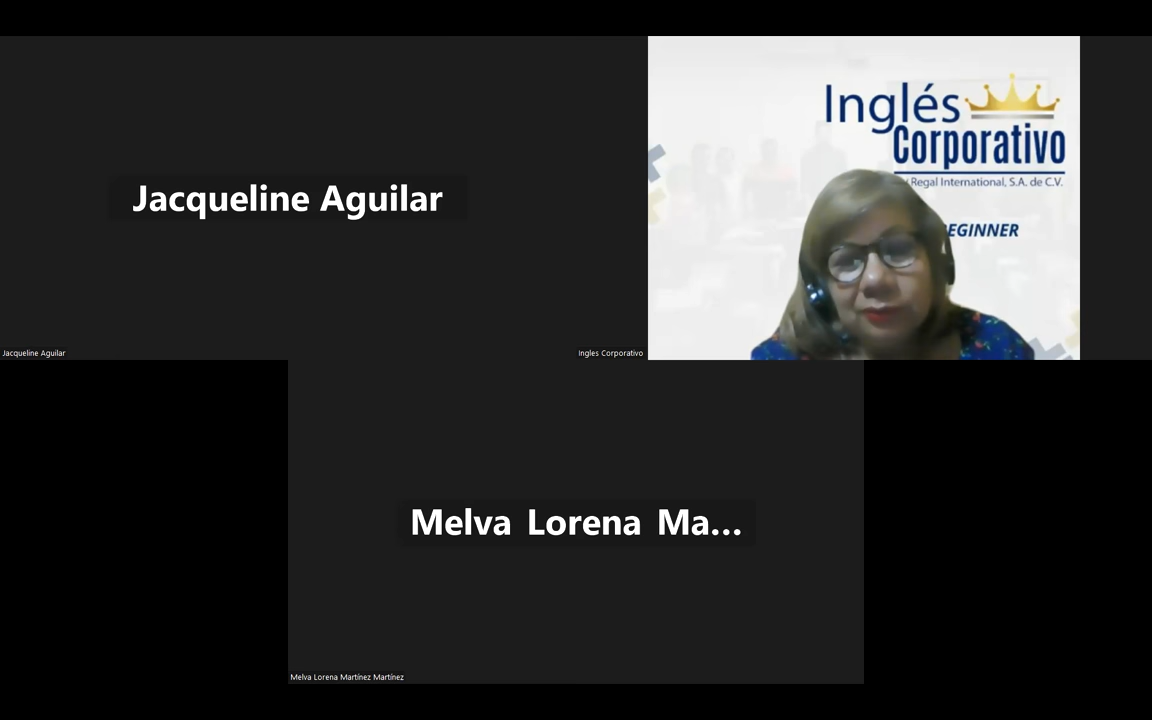 Jacqueline Aguilar
Inglés
Corporativo
Regal International, S.A. de C.V.
EGINNER
Jacqueline Aguilar
Ingles Corporativo
Melva Lorena Ma...
Melva Lorena Martínez Martínez